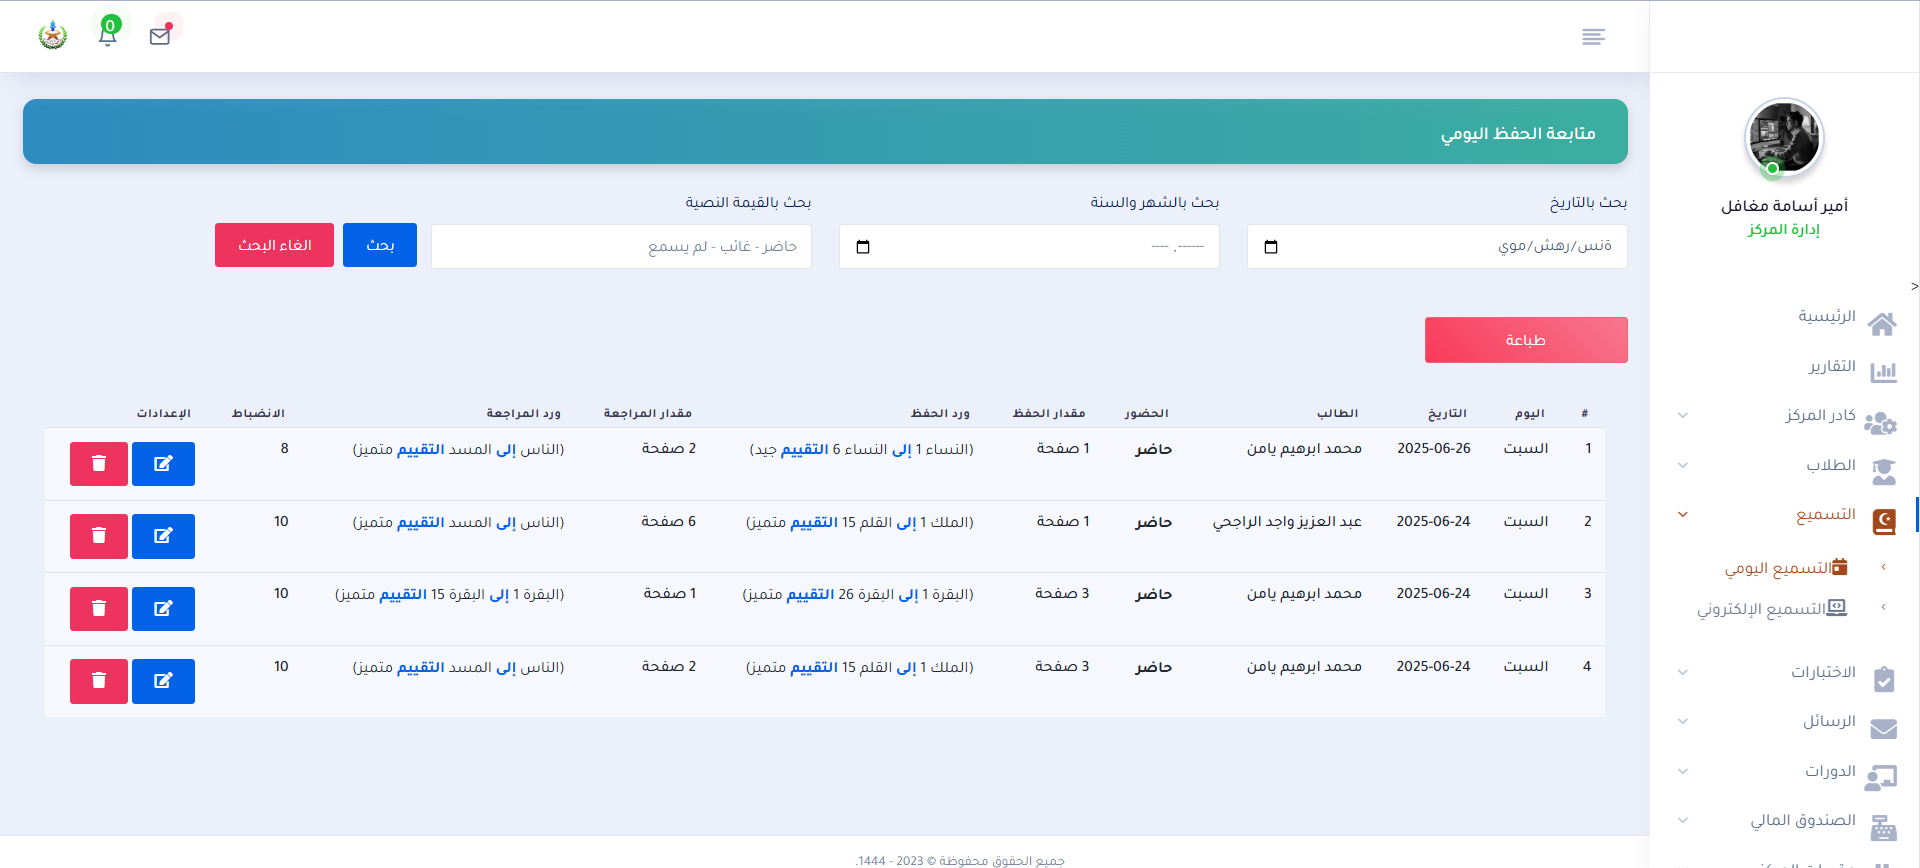 0
أمير أسامة مغافل
إدارة المركز
>
الرئيسية
التقارير
كادر المركز
الطلاب
التسميع
التسميع اليومي
التسميع الإلكتروني
الاختبارات
الرسائل
الدورات
الصندوق المالي
متابعة الحفظ اليومي
بحث بالتاريخ
بحث بالشهر والسنة
بحث بالقيمة النصية
ةنس/رهش/موي
------، ----
حاضر - غائب - لم يسمع
بحث
الغاء البحث
طباعة
# اليوم التاريخ الطالب الحضور مقدار الحفظ ورد الحفظ مقدار المراجعة ورد المراجعة الانضباط الإعدادات
1 السبت 2025-06-26 محمد ابرهيم يامن حاضر 1 صفحة (النساء 1 إلى النساء 6 التقييم جيد) 2 صفحة (الناس إلى المسد التقييم متميز) 8
2 السبت 2025-06-24 عبد العزيز واجد الراجحي حاضر 1 صفحة (الملك 1 إلى القلم 15 التقييم متميز) 6 صفحة (الناس إلى المسد التقييم متميز) 10
3 السبت 2025-06-24 محمد ابرهيم يامن حاضر 3 صفحة (البقرة 1 إلى البقرة 26 التقييم متميز) 1 صفحة (البقرة 1 إلى البقرة 15 التقييم متميز) 10
4 السبت 2025-06-24 محمد ابرهيم يامن حاضر 3 صفحة (الملك 1 إلى القلم 15 التقييم متميز) 2 صفحة (الناس إلى المسد التقييم متميز) 10
جميع الحقوق محفوظة © 2023 - 1444.